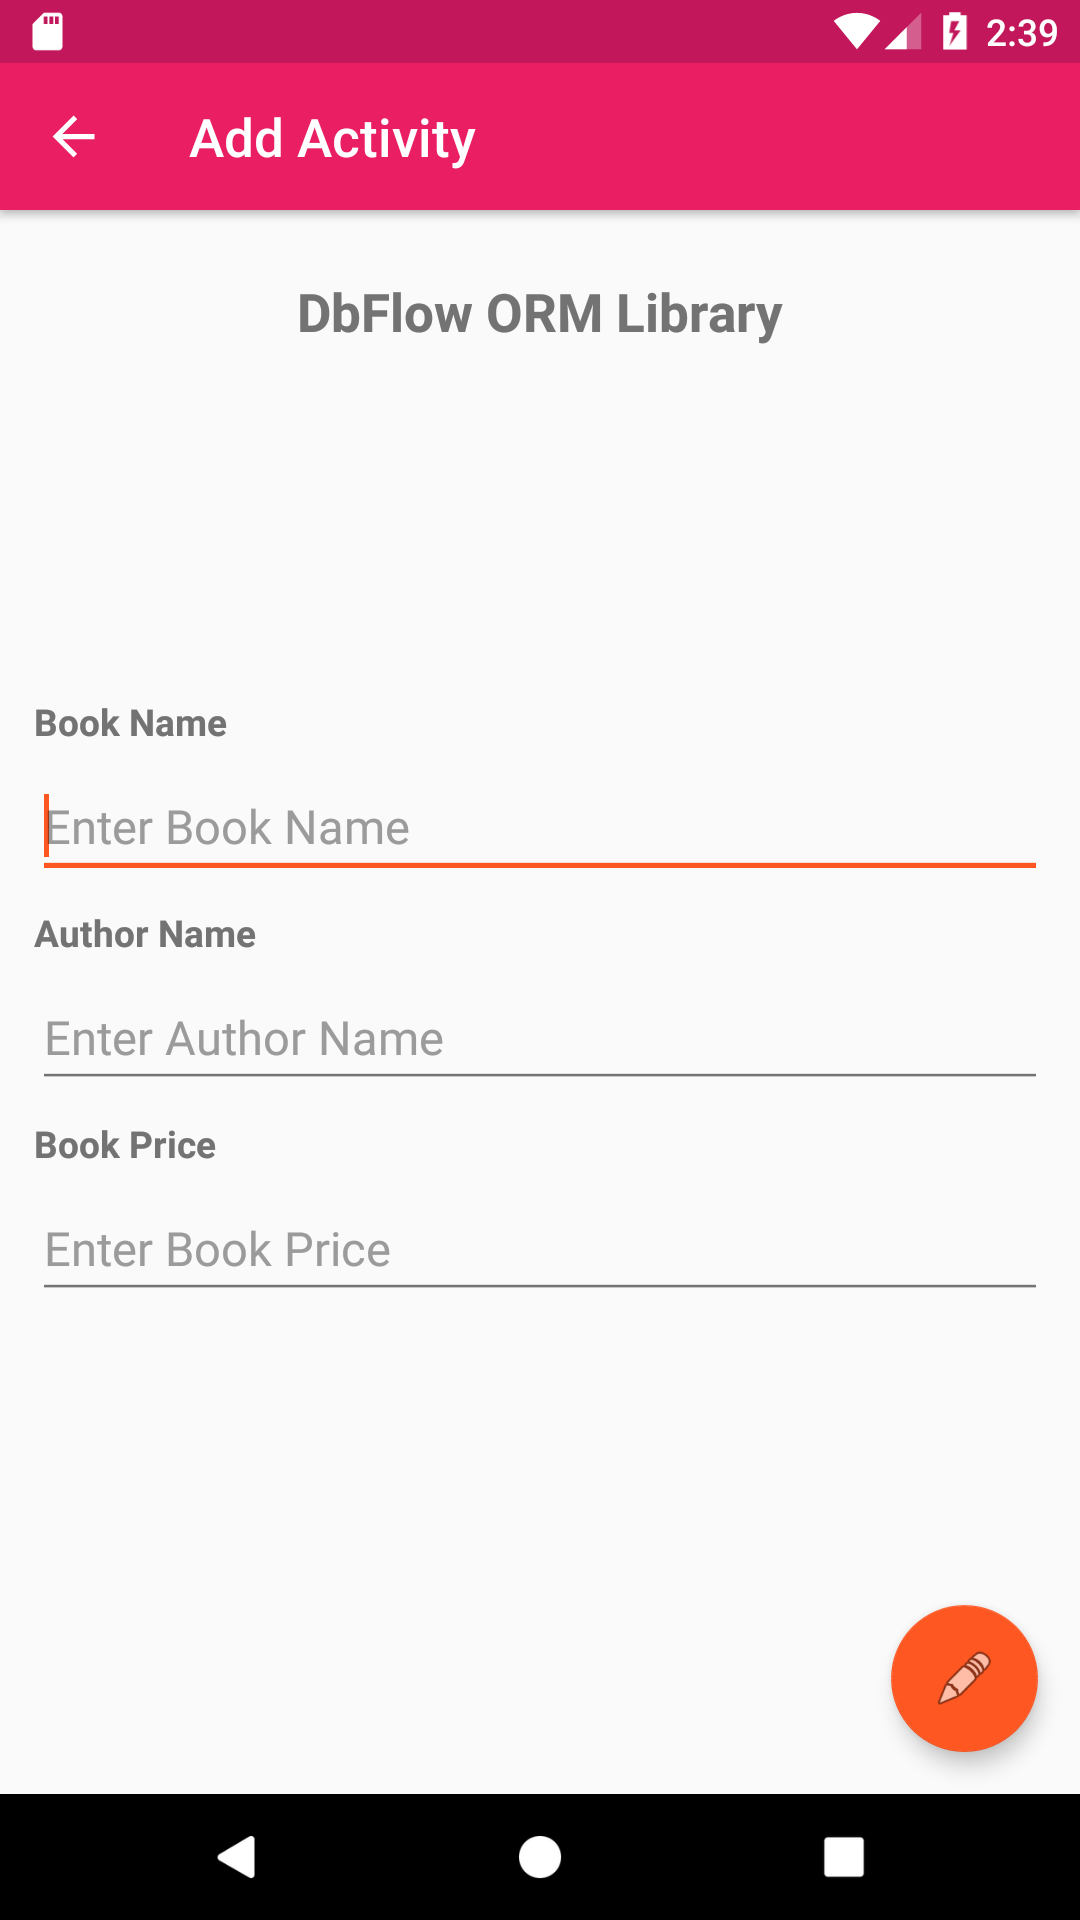 2:39
Add Activity
DbFlow ORM Library
Book Name
Enter Book Name
Author Name
Enter Author Name
Book Price
Enter Book Price